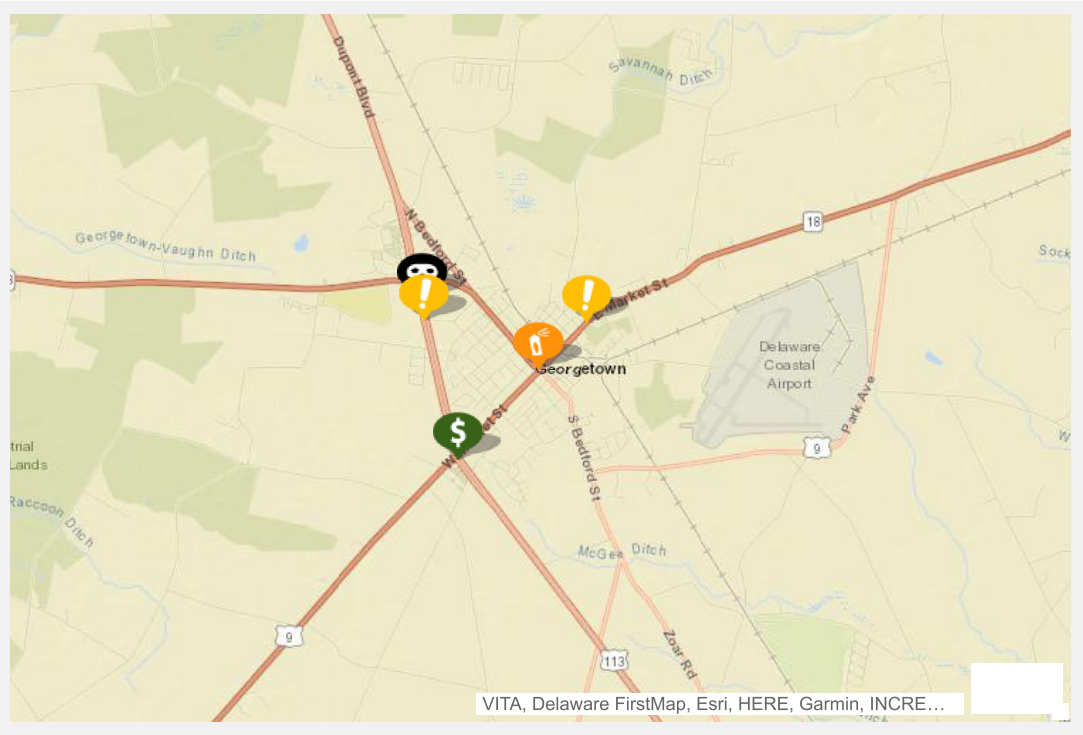 Dupont Blvd
Savannah Ditch
18
N Bedford St
Georgetown-Vaughn Ditch
E Market St
Delaware
Coastal
Airport
Georgetown
Park Ave
$
9
S Bedford St
Lands
Raccoon Ditch
McGee Ditch
9
Zoar Rd
113
VITA, Delaware FirstMap, Esri, HERE, Garmin, INCRE…